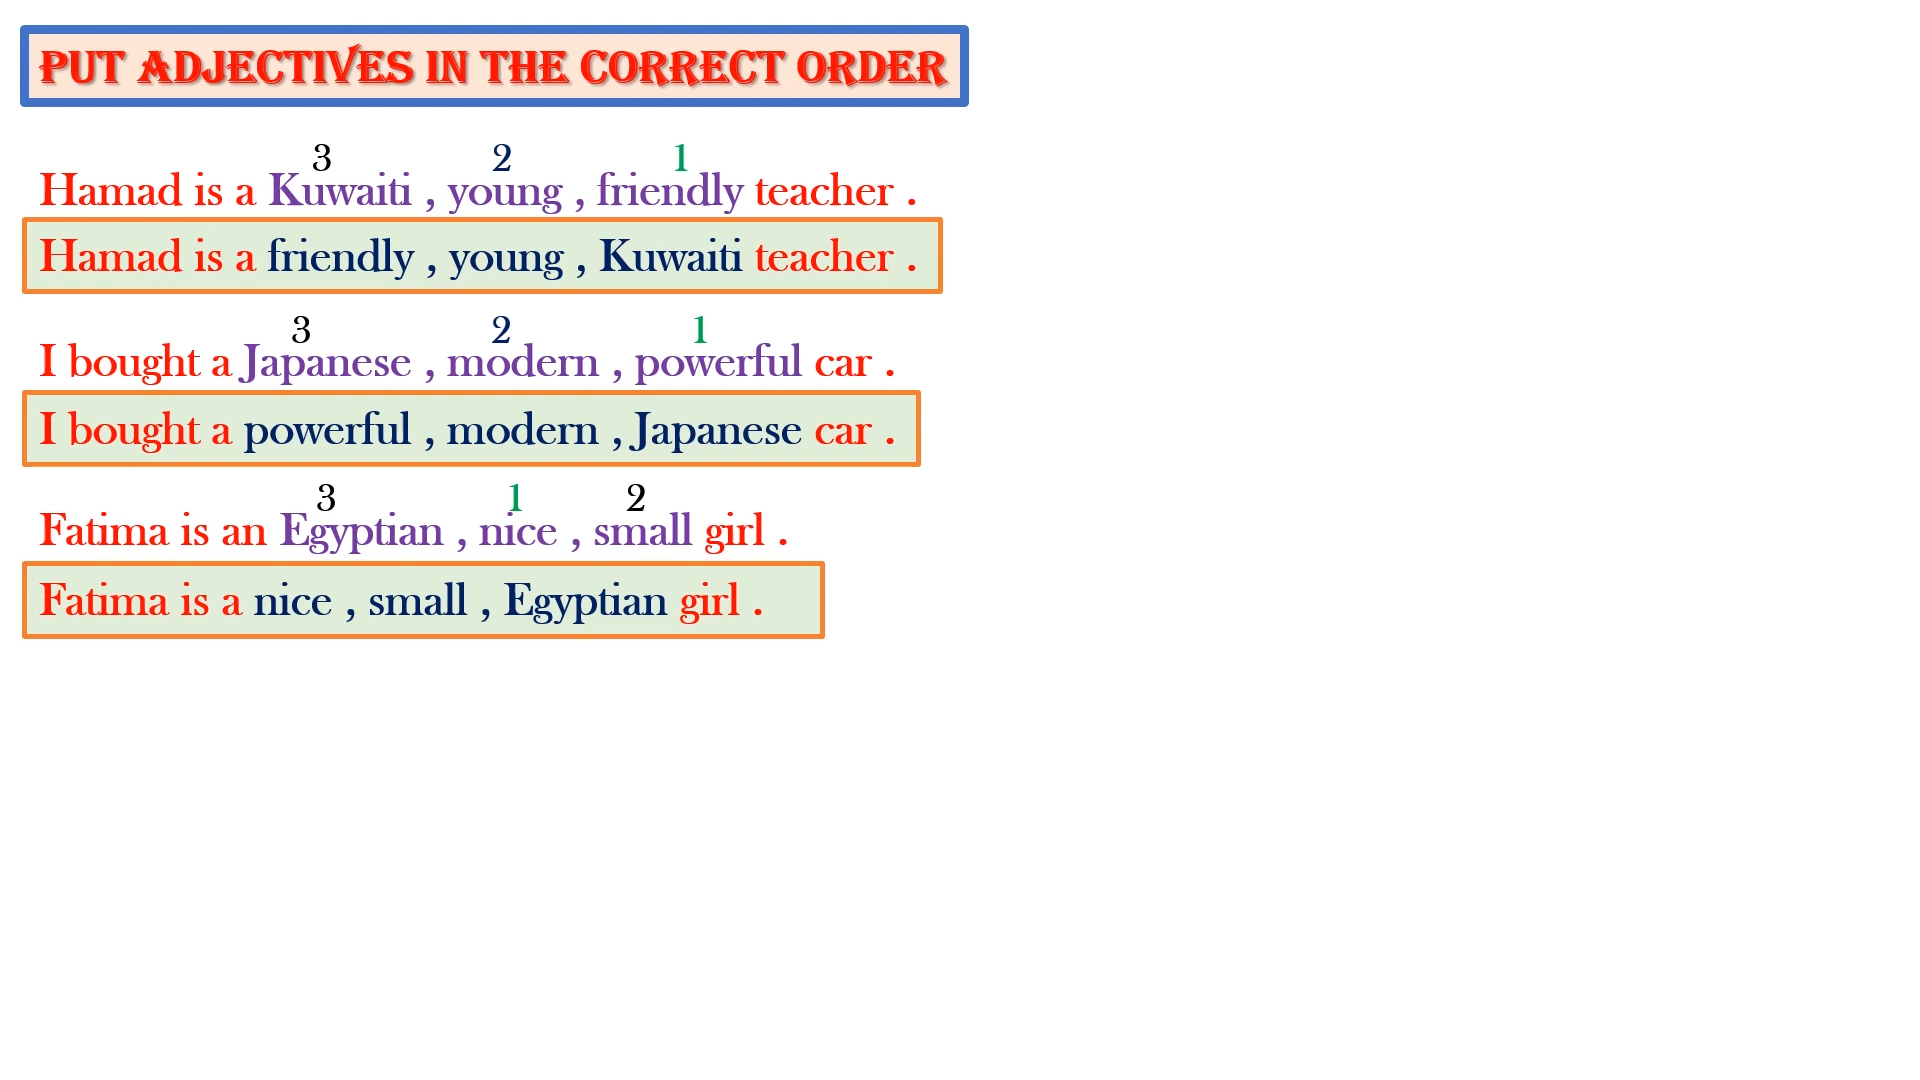 PUT ADJECTIVES IN THE CORRECT ORDER
3 2 1
Hamad is a Kuwaiti , young , friendly teacher .
Hamad is a friendly , young , Kuwaiti teacher .
3 2 1
I bought a Japanese , modern , powerful car .
I bought a powerful , modern , Japanese car .
3 1 2
Fatima is an Egyptian , nice , small girl .
Fatima is a nice , small , Egyptian girl .